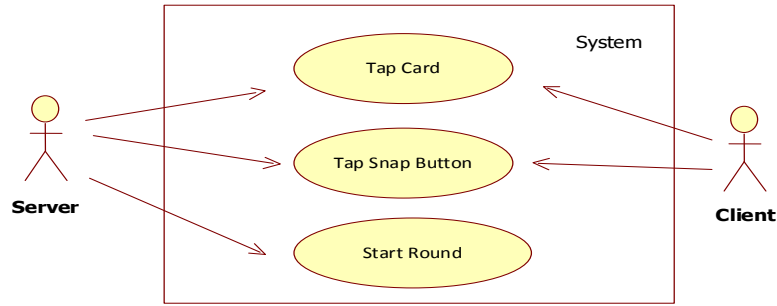 System
Tap Card
Tap Snap Button
Server
Client
Start Round